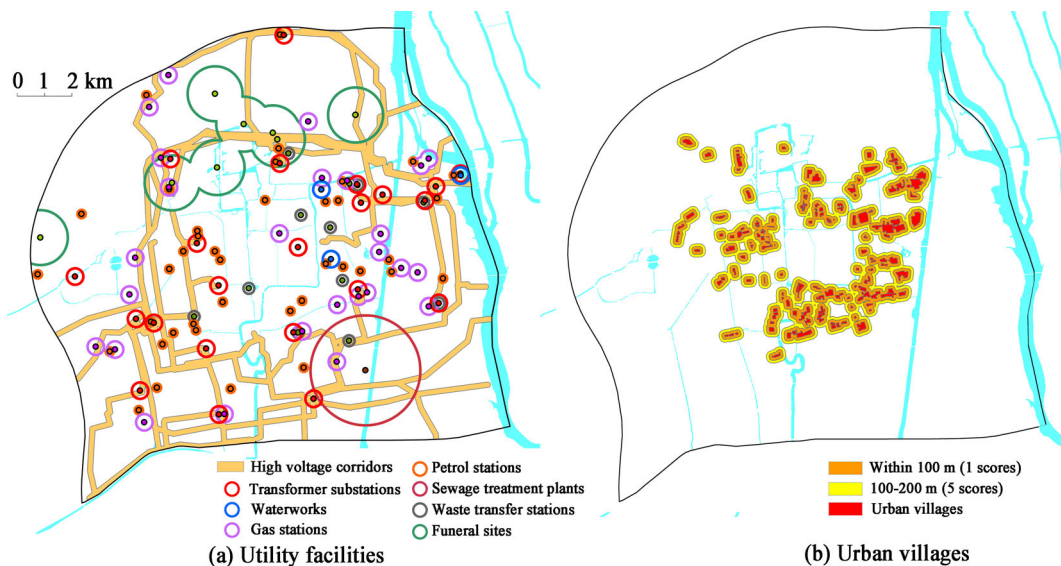 0 1 2 km
High voltage corridors
Transformer substations
Waterworks
Gas stations
Petrol stations
Sewage treatment plants
Waste transfer stations
Funeral sites
(a) Utility facilities
Within 100 m (1 scores)
100-200 m (5 scores)
Urban villages
(b) Urban villages